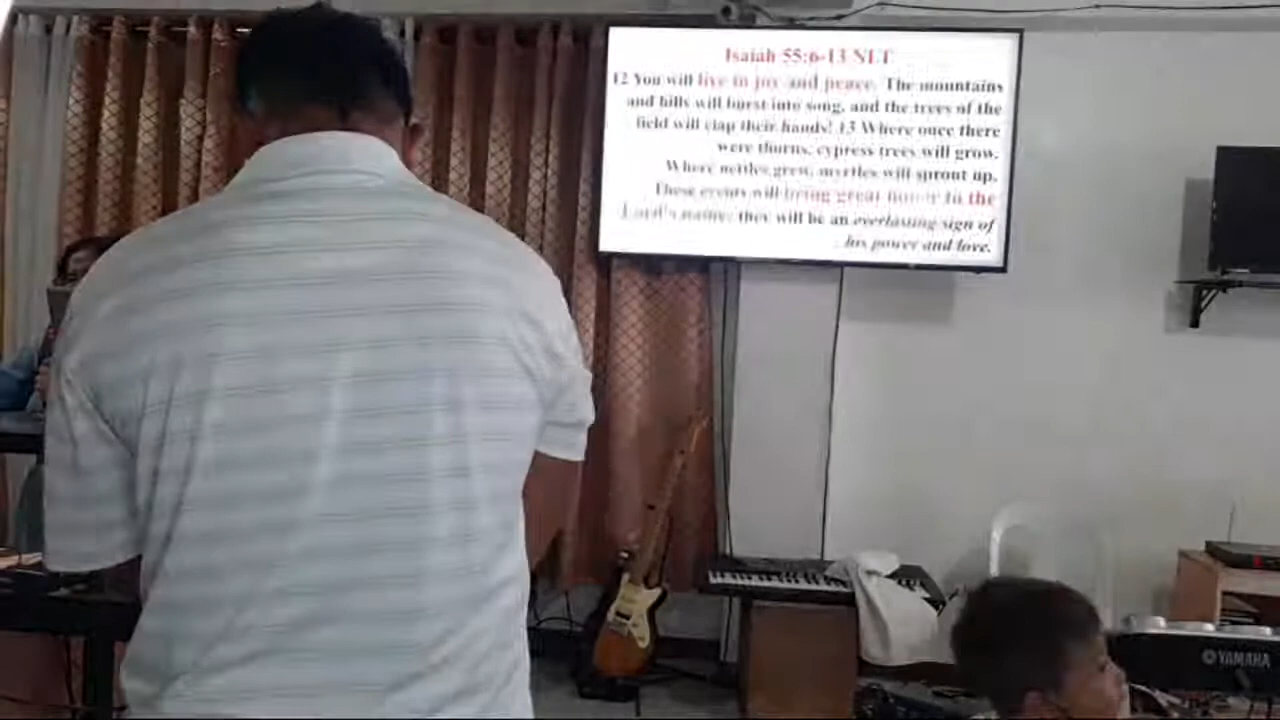 Isaiah 55:6-13 NLT
12 You will live in joy and peace. The mountains
and hills will burst into song, and the trees of the
field will clap their hands! 13 Where once there
were thorns, cypress trees will grow.
Where nettles grew, myrtles will sprout up.
These events will bring great honor to the
Lord's name; they will be an everlasting sign of
his power and love.
YAMAHA